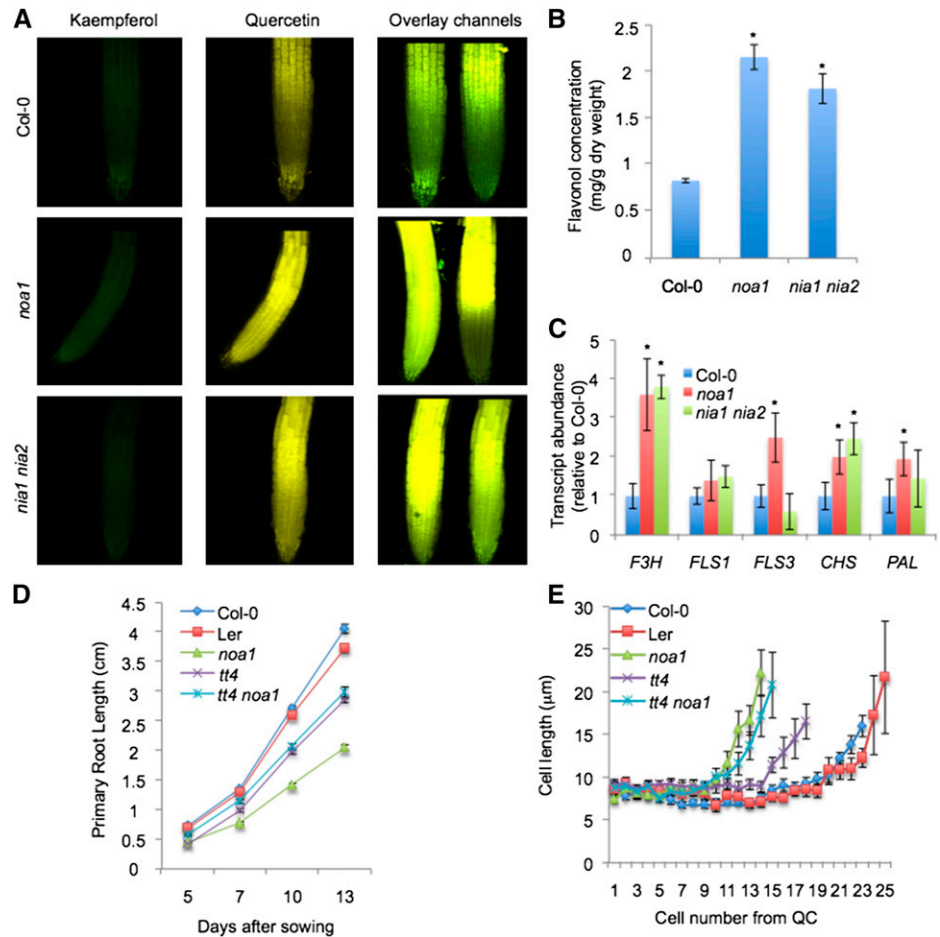 A
Kaempferol Quercetin Overlay channels
Col-0
noa1
nia1 nia2
B
Flavonol concentration
(mg/g dry weight)
2.5
2
1.5
1
0.5
0
Col-0 noa1 nia1 nia2
* *
C
Transcript abundance
(relative to Col-0)
5
4
3
2
1
0
Col-0
noa1
nia1 nia2
* * * * * *
F3H FLS1 FLS3 CHS PAL
D
Primary Root Length (cm)
4.5
4
3.5
3
2.5
2
1.5
1
0.5
0
Col-0
Ler
noa1
tt4
tt4 noa1
5 7 10 13
Days after sowing
E
Cell length (µm)
30
25
20
15
10
5
0
Col-0
Ler
noa1
tt4
tt4 noa1
1 3 5 7 9 11 13 15 17 19 21 23 25
Cell number from QC